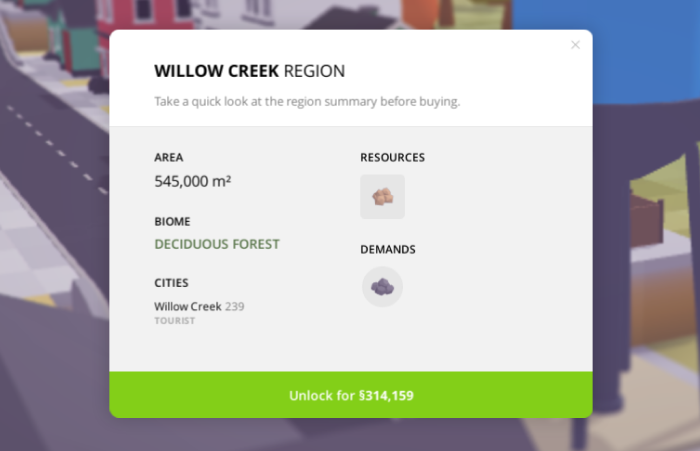 WILLOW CREEK REGION
Take a quick look at the region summary before buying.
AREA
545,000 m²
BIOME
DECIDUOUS FOREST
CITIES
Willow Creek 239
TOURIST
RESOURCES
DEMANDS
Unlock for §314,159